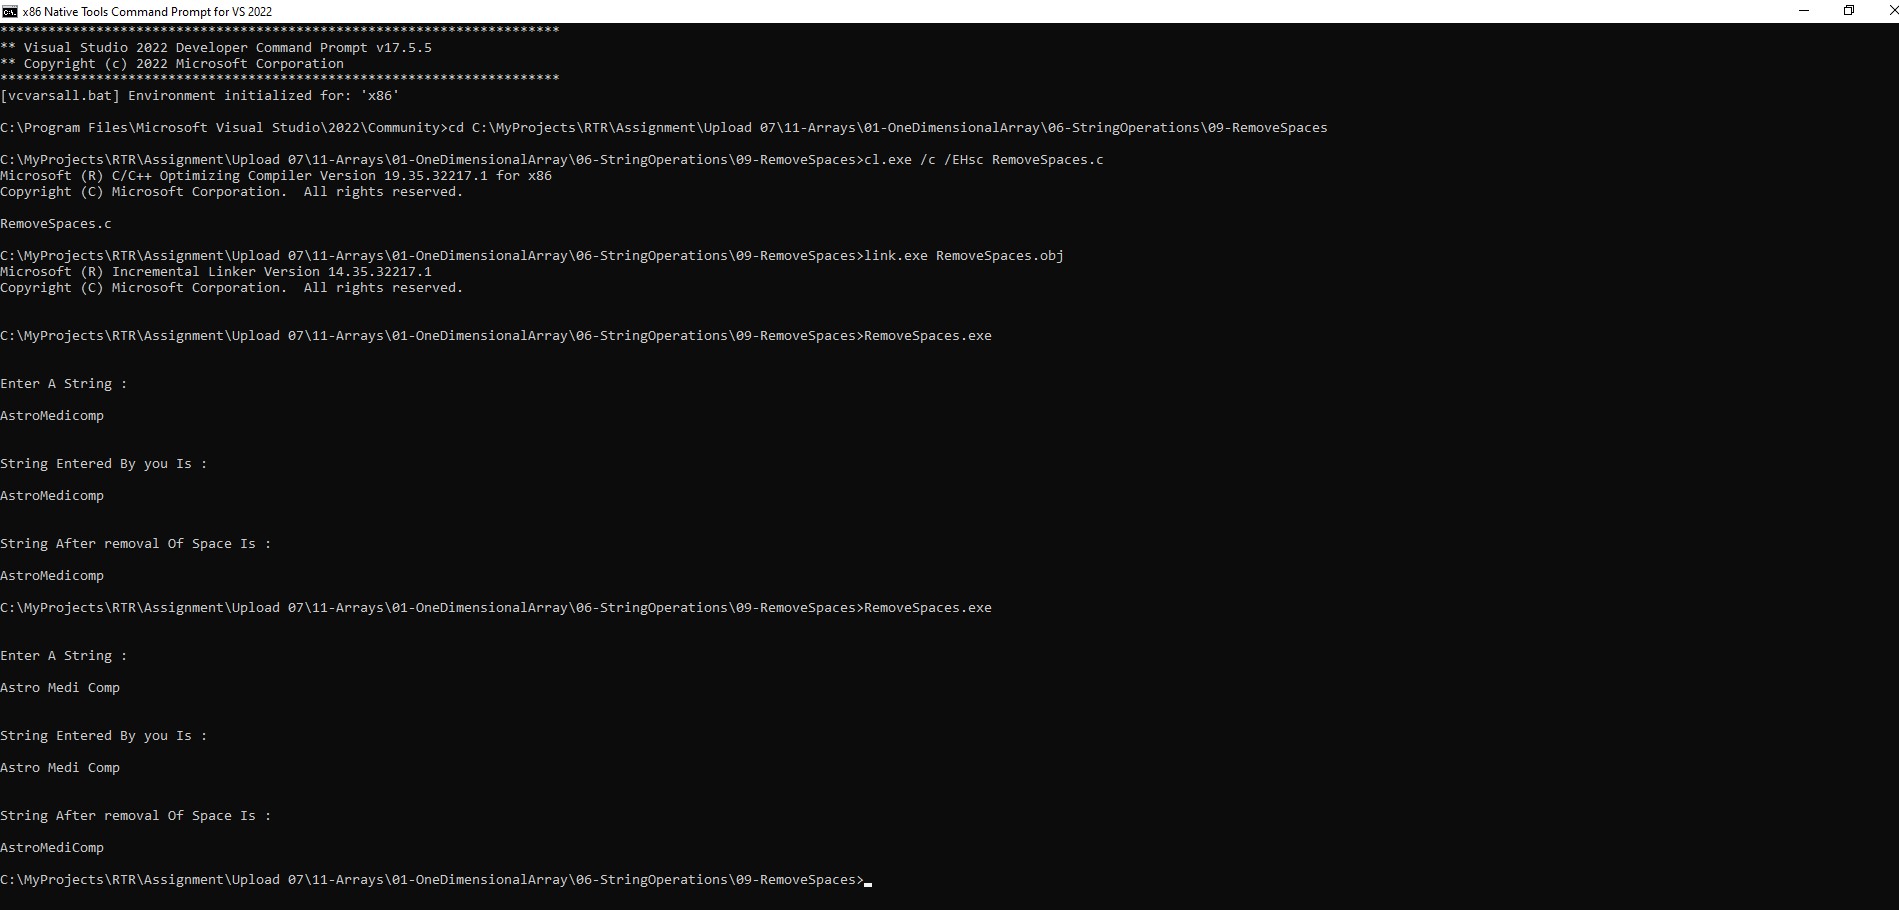 x86 Native Tools Command Prompt for VS 2022
**********************************************************************
** Visual Studio 2022 Developer Command Prompt v17.5.5
** Copyright (c) 2022 Microsoft Corporation
**********************************************************************
[vcvarsall.bat] Environment initialized for: 'x86'
C:\Program Files\Microsoft Visual Studio\2022\Community>cd C:\MyProjects\RTR\Assignment\Upload 07\11-Arrays\01-OneDimensionalArray\06-StringOperations\09-RemoveSpaces
C:\MyProjects\RTR\Assignment\Upload 07\11-Arrays\01-OneDimensionalArray\06-StringOperations\09-RemoveSpaces>cl.exe /c /EHsc RemoveSpaces.c
Microsoft (R) C/C++ Optimizing Compiler Version 19.35.32217.1 for x86
Copyright (C) Microsoft Corporation.  All rights reserved.
RemoveSpaces.c
C:\MyProjects\RTR\Assignment\Upload 07\11-Arrays\01-OneDimensionalArray\06-StringOperations\09-RemoveSpaces>link.exe RemoveSpaces.obj
Microsoft (R) Incremental Linker Version 14.35.32217.1
Copyright (C) Microsoft Corporation.  All rights reserved.
C:\MyProjects\RTR\Assignment\Upload 07\11-Arrays\01-OneDimensionalArray\06-StringOperations\09-RemoveSpaces>RemoveSpaces.exe
Enter A String :
AstroMedicomp
String Entered By you Is :
AstroMedicomp
String After removal Of Space Is :
AstroMedicomp
C:\MyProjects\RTR\Assignment\Upload 07\11-Arrays\01-OneDimensionalArray\06-StringOperations\09-RemoveSpaces>RemoveSpaces.exe
Enter A String :
Astro Medi Comp
String Entered By you Is :
Astro Medi Comp
String After removal Of Space Is :
AstroMediComp
C:\MyProjects\RTR\Assignment\Upload 07\11-Arrays\01-OneDimensionalArray\06-StringOperations\09-RemoveSpaces>